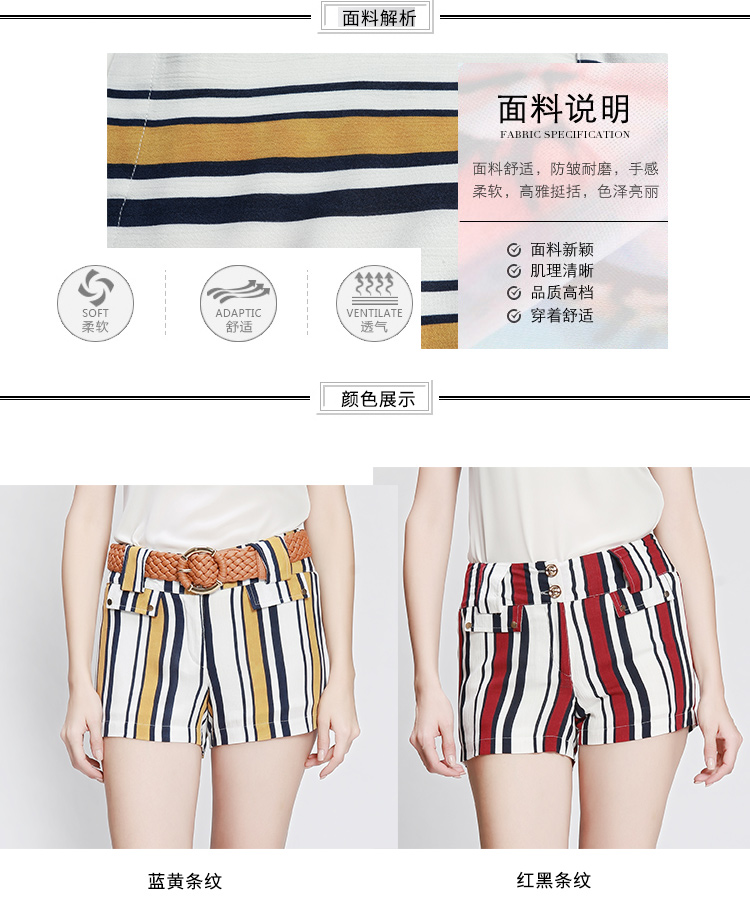 面料解析
面料说明
FABRIC SPECIFICATION
面料舒适，防皱耐磨，手感
柔软，高雅挺括，色泽亮丽
面料新颖
肌理清晰
品质高档
穿着舒适
SOFT
柔软
ADAPTIC
舒适
VENTILATE
透气
颜色展示
蓝黄条纹
红黑条纹